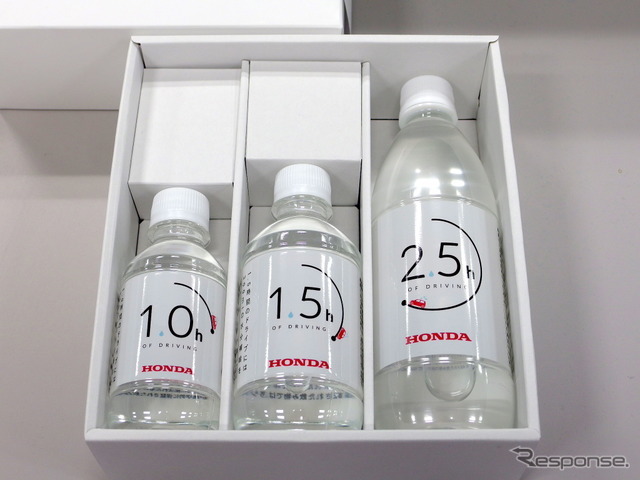 1.0h
OF DRIVING
HONDA
1.5h
OF DRIVING
HONDA
2.5h
OF DRIVING
HONDA
Response.